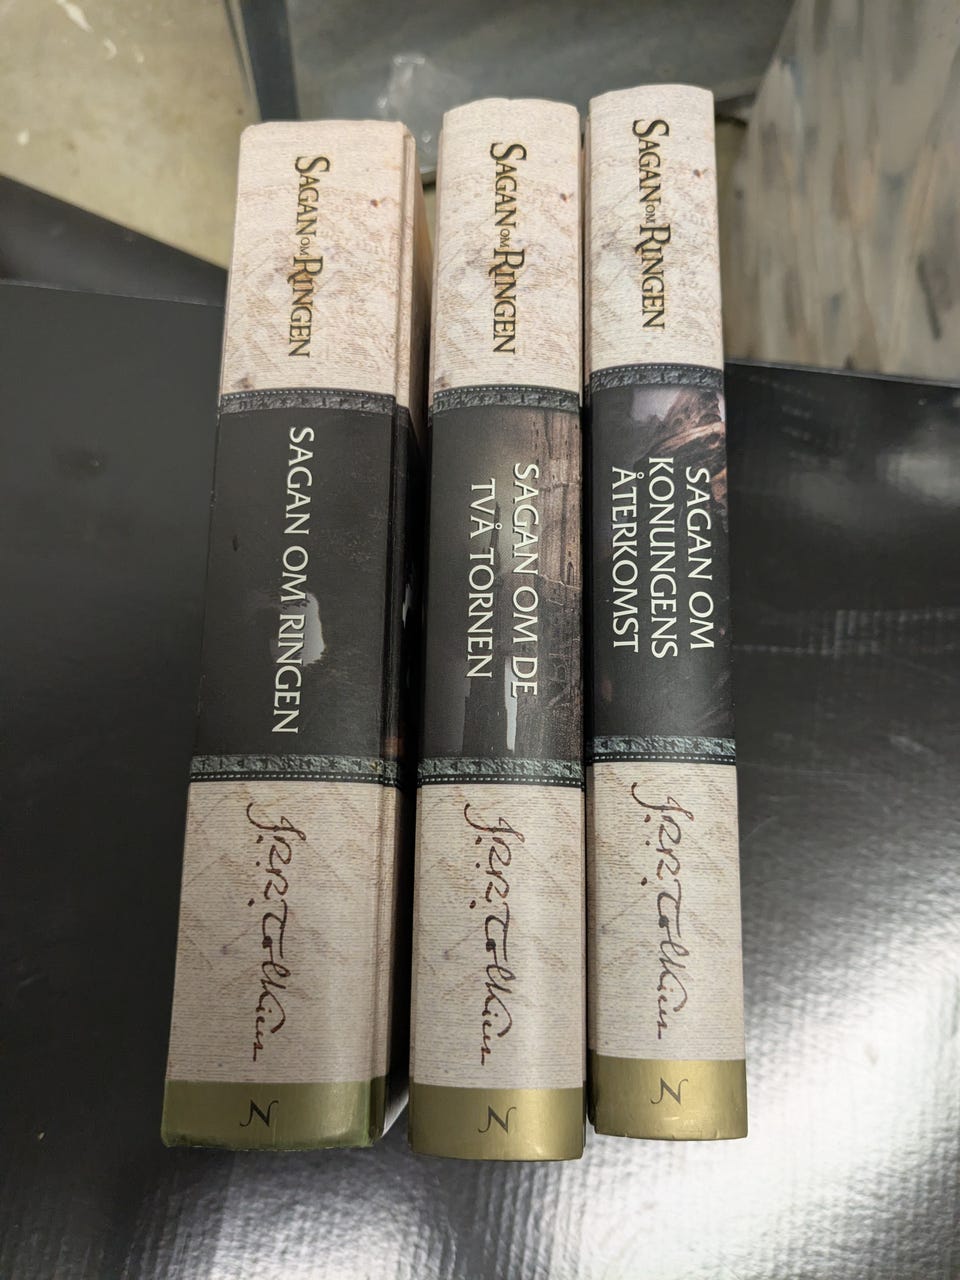 SAGAN OM RINGEN
SAGAN OM RINGEN
J.R.R. Tolkien
Z
SAGAN OM RINGEN
SAGAN OM DE
TVÅ TORNEN
J.R.R. Tolkien
Z
SAGAN OM RINGEN
SAGAN OM
KONUNGENS
ÅTERKOMST
J.R.R. Tolkien
Z